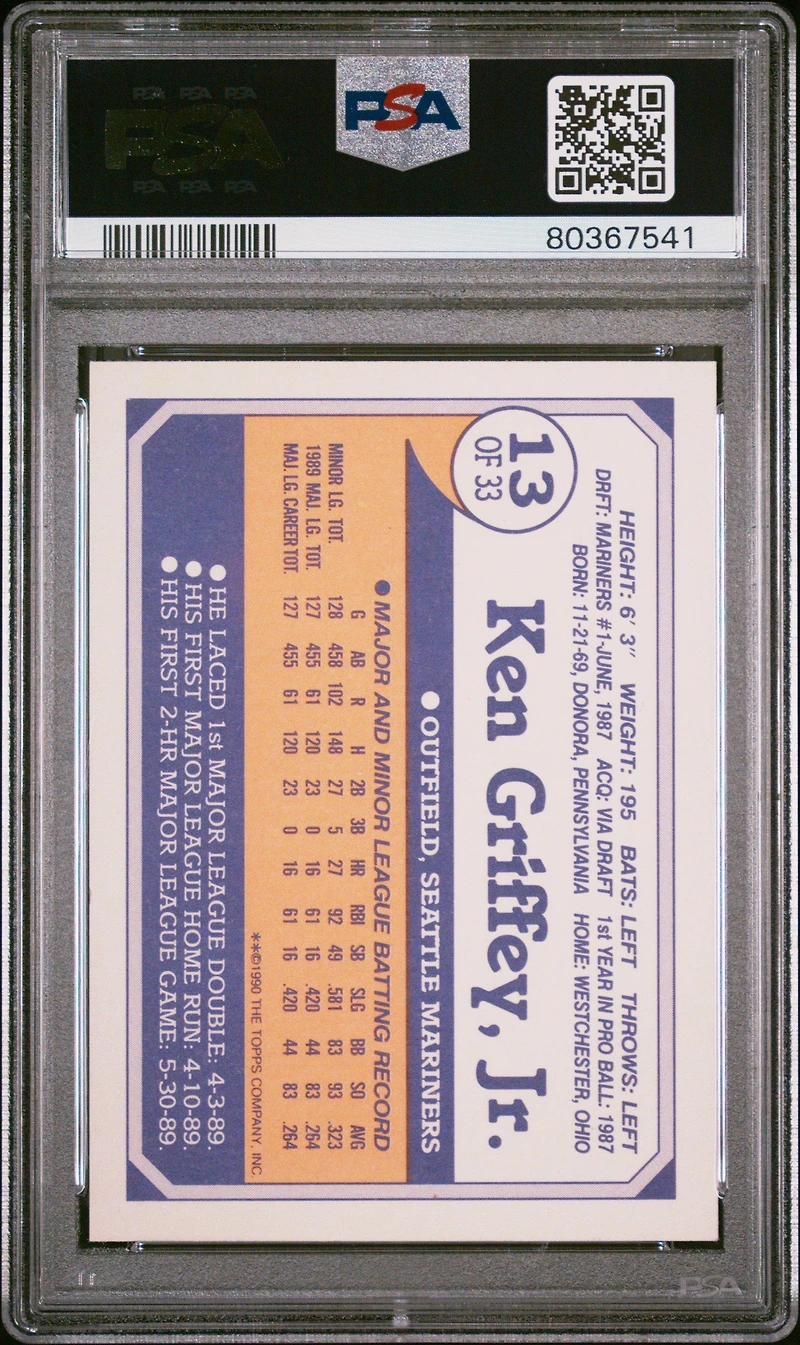 PSA PSA PSA
PSA
PSA PSA PSA
PSA
80367541
13
OF 33
HEIGHT: 6' 3" WEIGHT: 195 BATS: LEFT THROWS: LEFT
DRFT: MARINERS #1-JUNE, 1987 ACQ: VIA DRAFT 1st YEAR IN PRO BALL: 1987
BORN: 11-21-69, DONORA, PENNSYLVANIA HOME: WESTCHESTER, OHIO
Ken Griffey, Jr.
● OUTFIELD, SEATTLE MARINERS
● MAJOR AND MINOR LEAGUE BATTING RECORD
G AB R H 2B 3B HR RBI SB SLG BB SO AVG
MINOR LG. TOT. 128 458 102 148 27 5 27 92 49 .581 83 93 .323
1989 MAJ. LG. TOT. 127 455 61 120 23 0 16 61 16 .420 44 83 .264
MAJ. LG. CAREER TOT. 127 455 61 120 23 0 16 61 16 .420 44 83 .264
**©1990 THE TOPPS COMPANY, INC.
● HE LACED 1st MAJOR LEAGUE DOUBLE: 4-3-89.
● HIS FIRST MAJOR LEAGUE HOME RUN: 4-10-89.
● HIS FIRST 2-HR MAJOR LEAGUE GAME: 5-30-89.
PSA